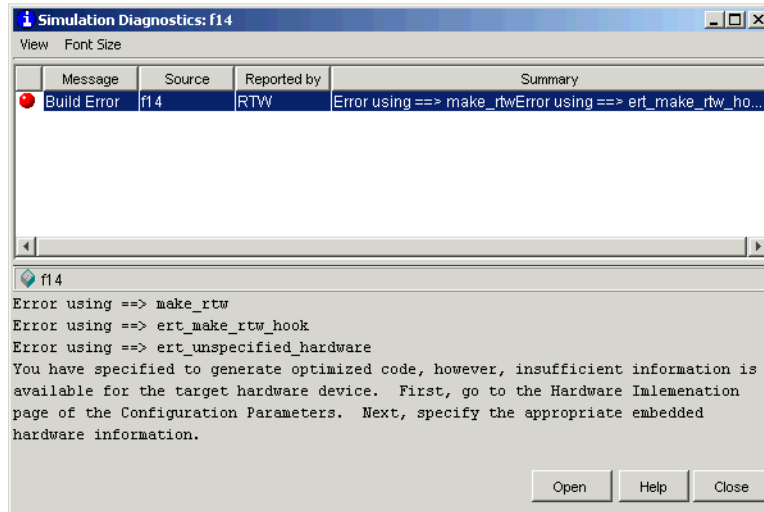 Simulation Diagnostics: f14
View Font Size
Message Source Reported by Summary
Build Error f14 RTW Error using ==> make_rtwError using ==> ert_make_rtw_ho...
f14
Error using ==> make_rtw
Error using ==> ert_make_rtw_hook
Error using ==> ert_unspecified_hardware
You have specified to generate optimized code, however, insufficient information is
available for the target hardware device. First, go to the Hardware Imlemenation
page of the Configuration Parameters. Next, specify the appropriate embedded
hardware information.
Open Help Close